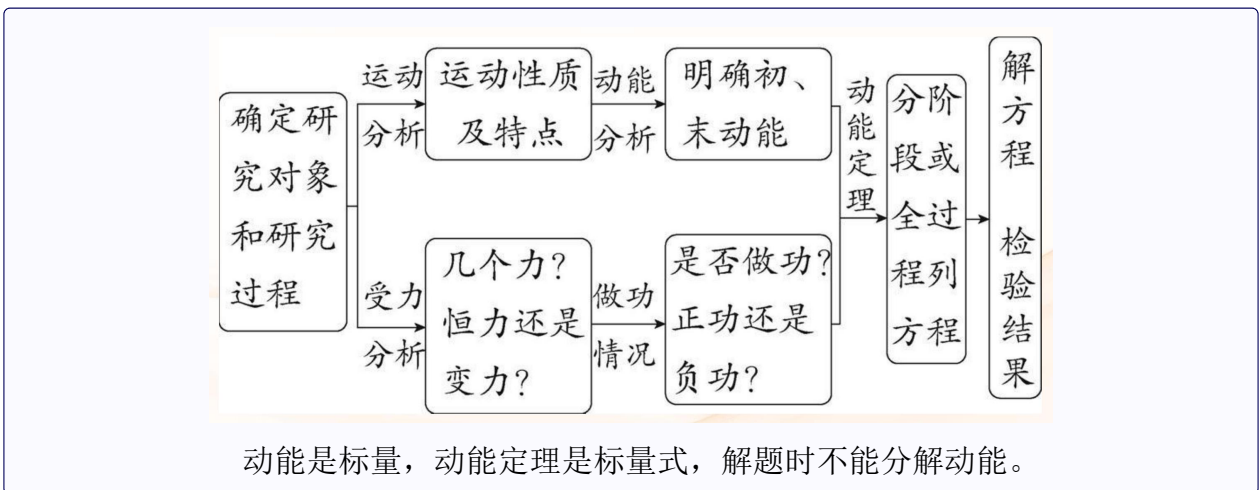 确定研
究对象
和研究
过程
运动
分析
运动性质
及特点
动能
分析
明确初、
末动能
受力
分析
几个力?
恒力还是
变力?
做功
情况
是否做功?
正功还是
负功?
动能定理
分阶
段或
全过
程列
方程
解方程 检验结果
动能是标量，动能定理是标量式，解题时不能分解动能。